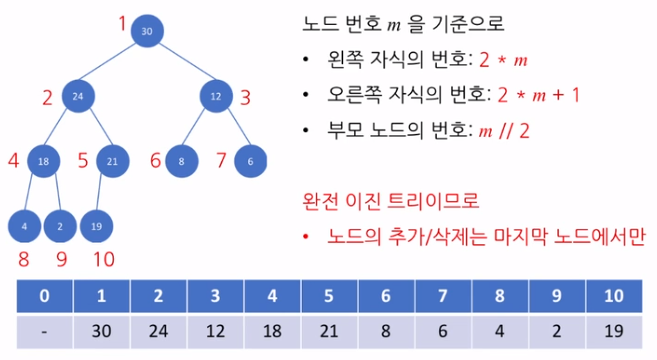 1
30
노드 번호 m 을 기준으로
• 왼쪽 자식의 번호: 2 * m
2
24
12
3
• 오른쪽 자식의 번호: 2 * m + 1
• 부모 노드의 번호: m // 2
4
18
5
21
6
8
7
6
완전 이진 트리이므로
4
2
19
• 노드의 추가/삭제는 마지막 노드에서만
8
9
10
0 1 2 3 4 5 6 7 8 9 10
- 30 24 12 18 21 8 6 4 2 19